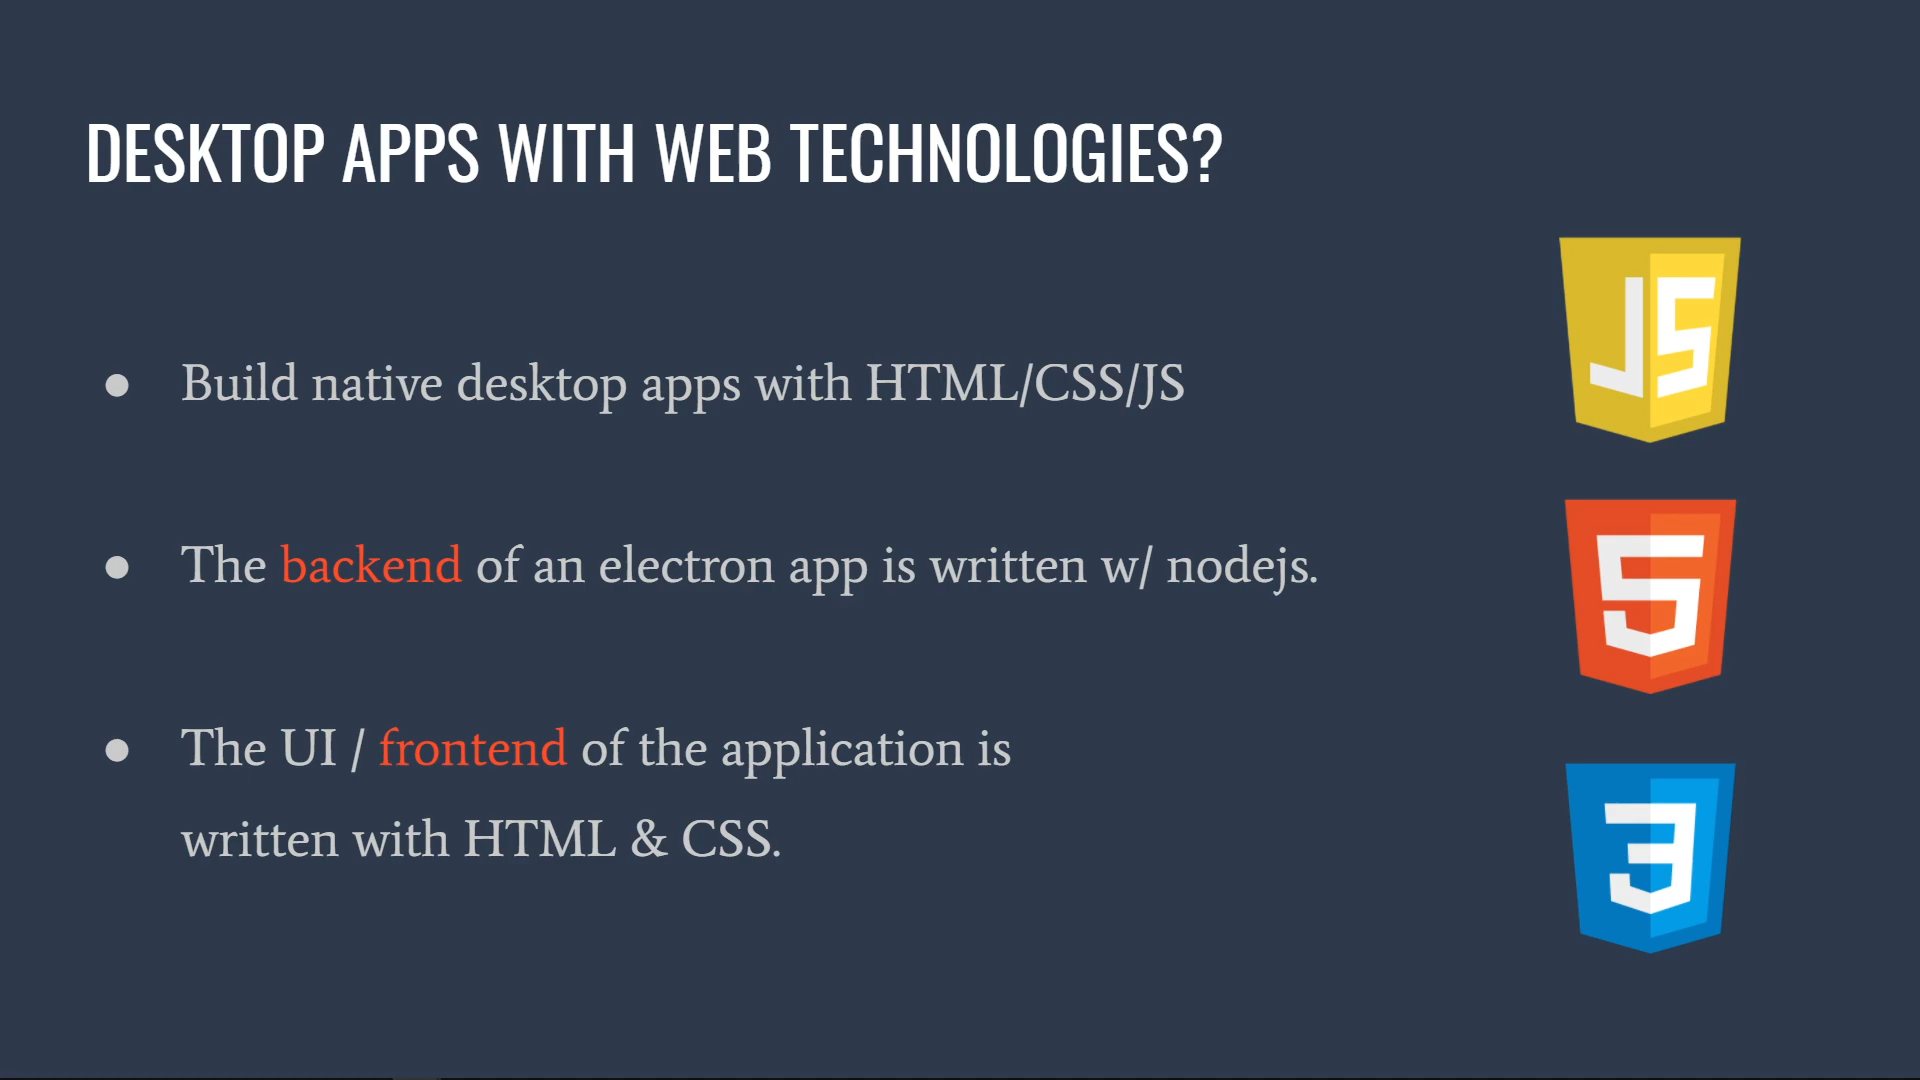 DESKTOP APPS WITH WEB TECHNOLOGIES?
● Build native desktop apps with HTML/CSS/JS
● The backend of an electron app is written w/ nodejs.
● The UI / frontend of the application is
written with HTML & CSS.
JS
5
3